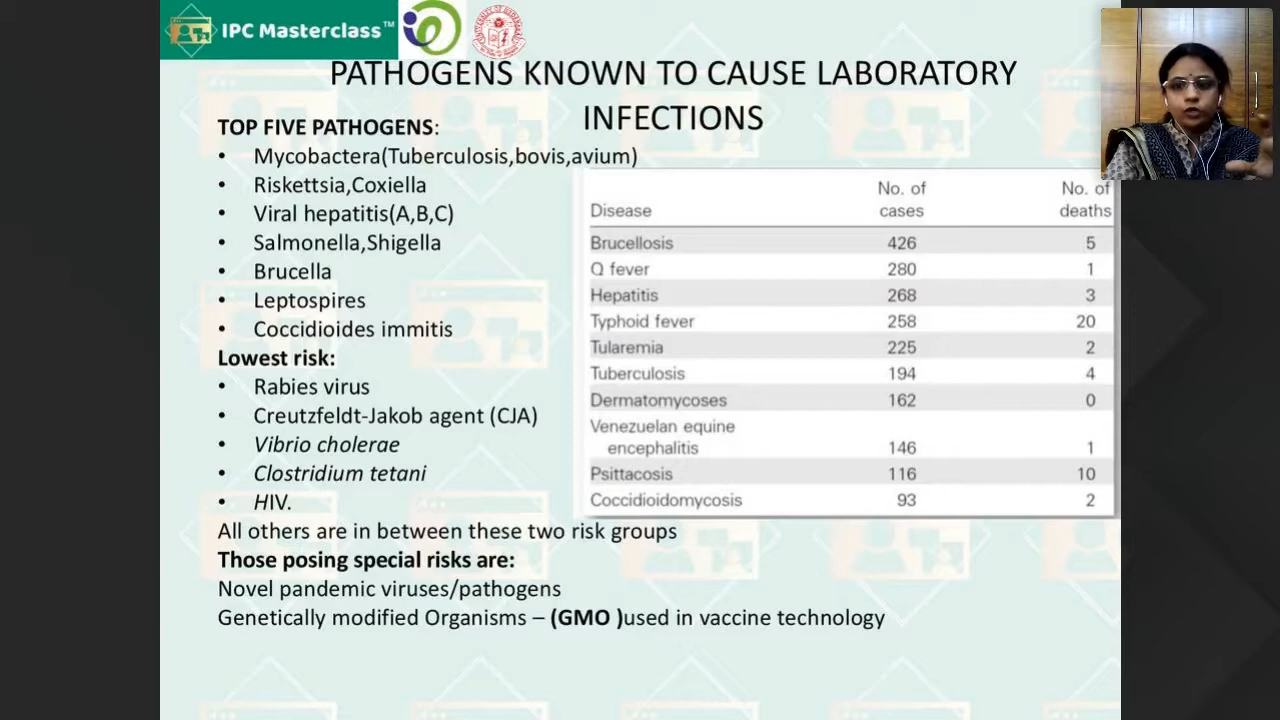 IPC Masterclass™
PATHOGENS KNOWN TO CAUSE LABORATORY
INFECTIONS
TOP FIVE PATHOGENS:
• Mycobactera(Tuberculosis,bovis,avium)
• Riskettsia,Coxiella
• Viral hepatitis(A,B,C)
• Salmonella,Shigella
• Brucella
• Leptospires
• Coccidioides immitis
Lowest risk:
• Rabies virus
• Creutzfeldt-Jakob agent (CJA)
• Vibrio cholerae
• Clostridium tetani
• HIV.
All others are in between these two risk groups
Those posing special risks are:
Novel pandemic viruses/pathogens
Genetically modified Organisms – (GMO )used in vaccine technology
No. of No. of
Disease cases deaths
Brucellosis 426 5
Q fever 280 1
Hepatitis 268 3
Typhoid fever 258 20
Tularemia 225 2
Tuberculosis 194 4
Dermatomycoses 162 0
Venezuelan equine
encephalitis 146 1
Psittacosis 116 10
Coccidioidomycosis 93 2